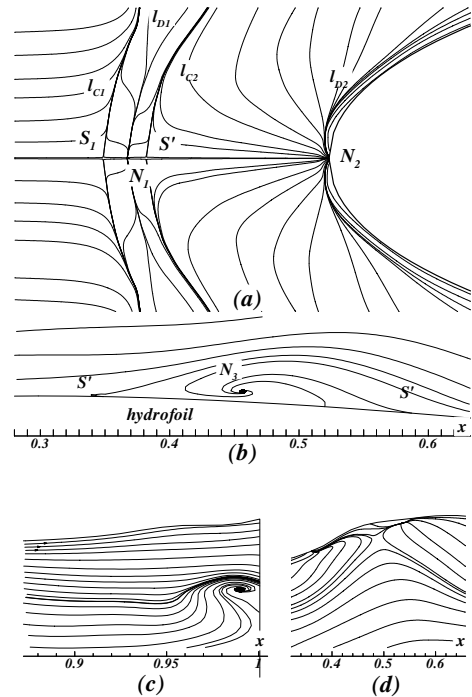 l_D1
l_C1
l_C2
l_D2
S_1
S'
N_1
N_2
(a)
N_3
S'
S'
hydrofoil
x
0.3 0.4 0.5 0.6
(b)
x
x
0.9 0.95 1
0.4 0.5 0.6
(c)
(d)